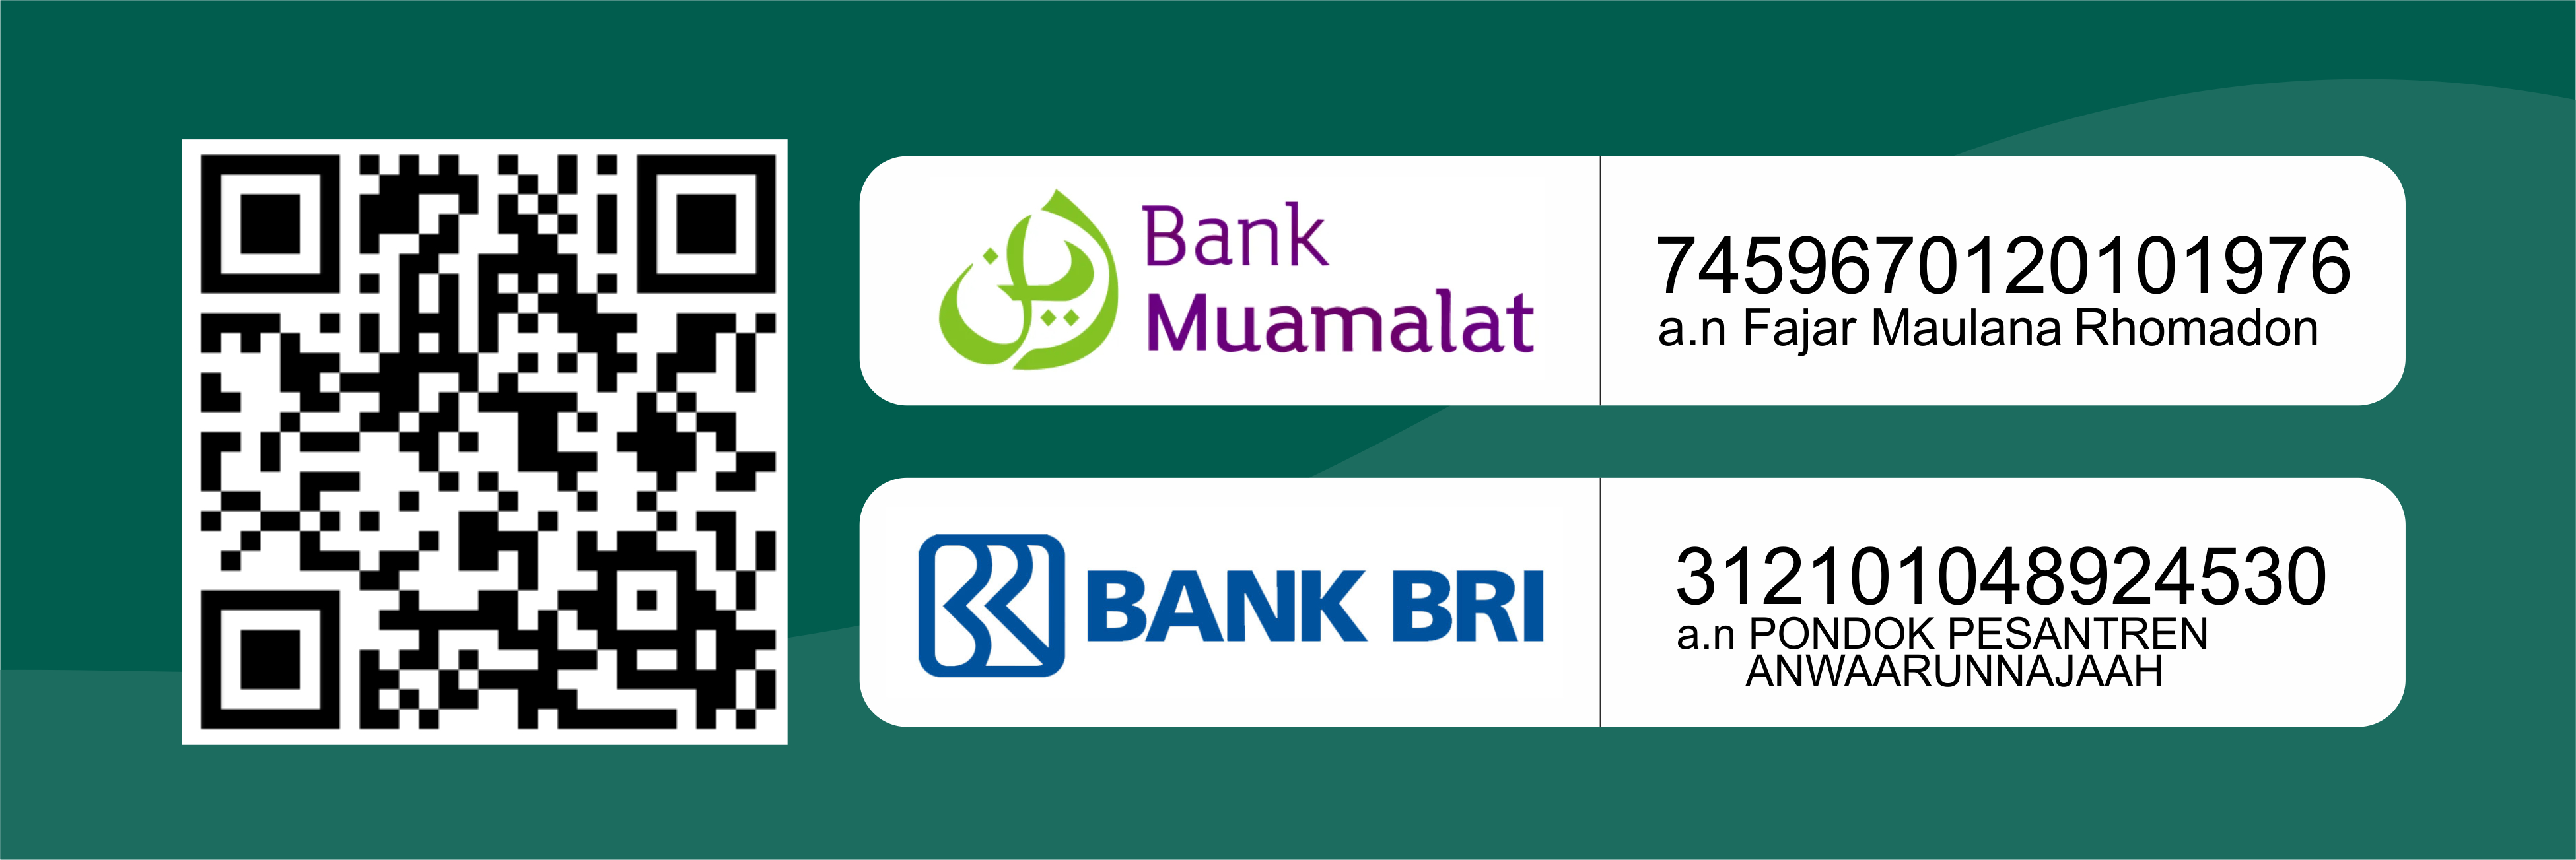 Bank
Muamalat
7459670120101976
a.n Fajar Maulana Rhomadon
BANK BRI
312101048924530
a.n PONDOK PESANTREN
ANWAARUNNAJAAH